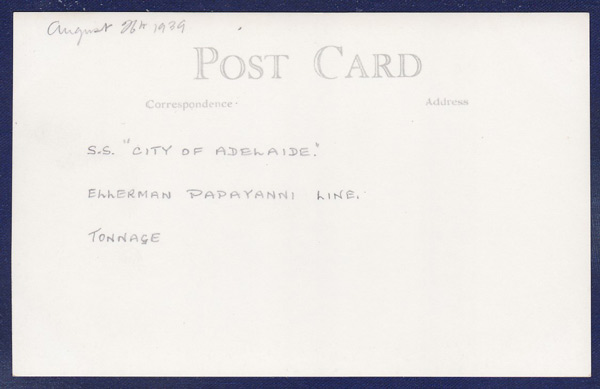 August 26th 1939
POST CARD
Correspondence. Address
S.S. "CITY OF ADELAIDE."
ELLERMAN PAPAYANNI LINE.
TONNAGE